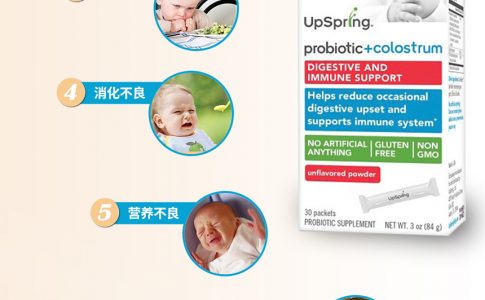 4 消化不良
5 营养不良
UpSpring®
probiotic+colostrum
DIGESTIVE AND
IMMUNE SUPPORT
Helps reduce occasional
digestive upset and
supports immune system*
NO ARTIFICIAL
ANYTHING
GLUTEN
FREE
NON
GMO
unflavored powder
UpSpring
30 packets
PROBIOTIC SUPPLEMENT
NET WT. 3 oz (84 g)